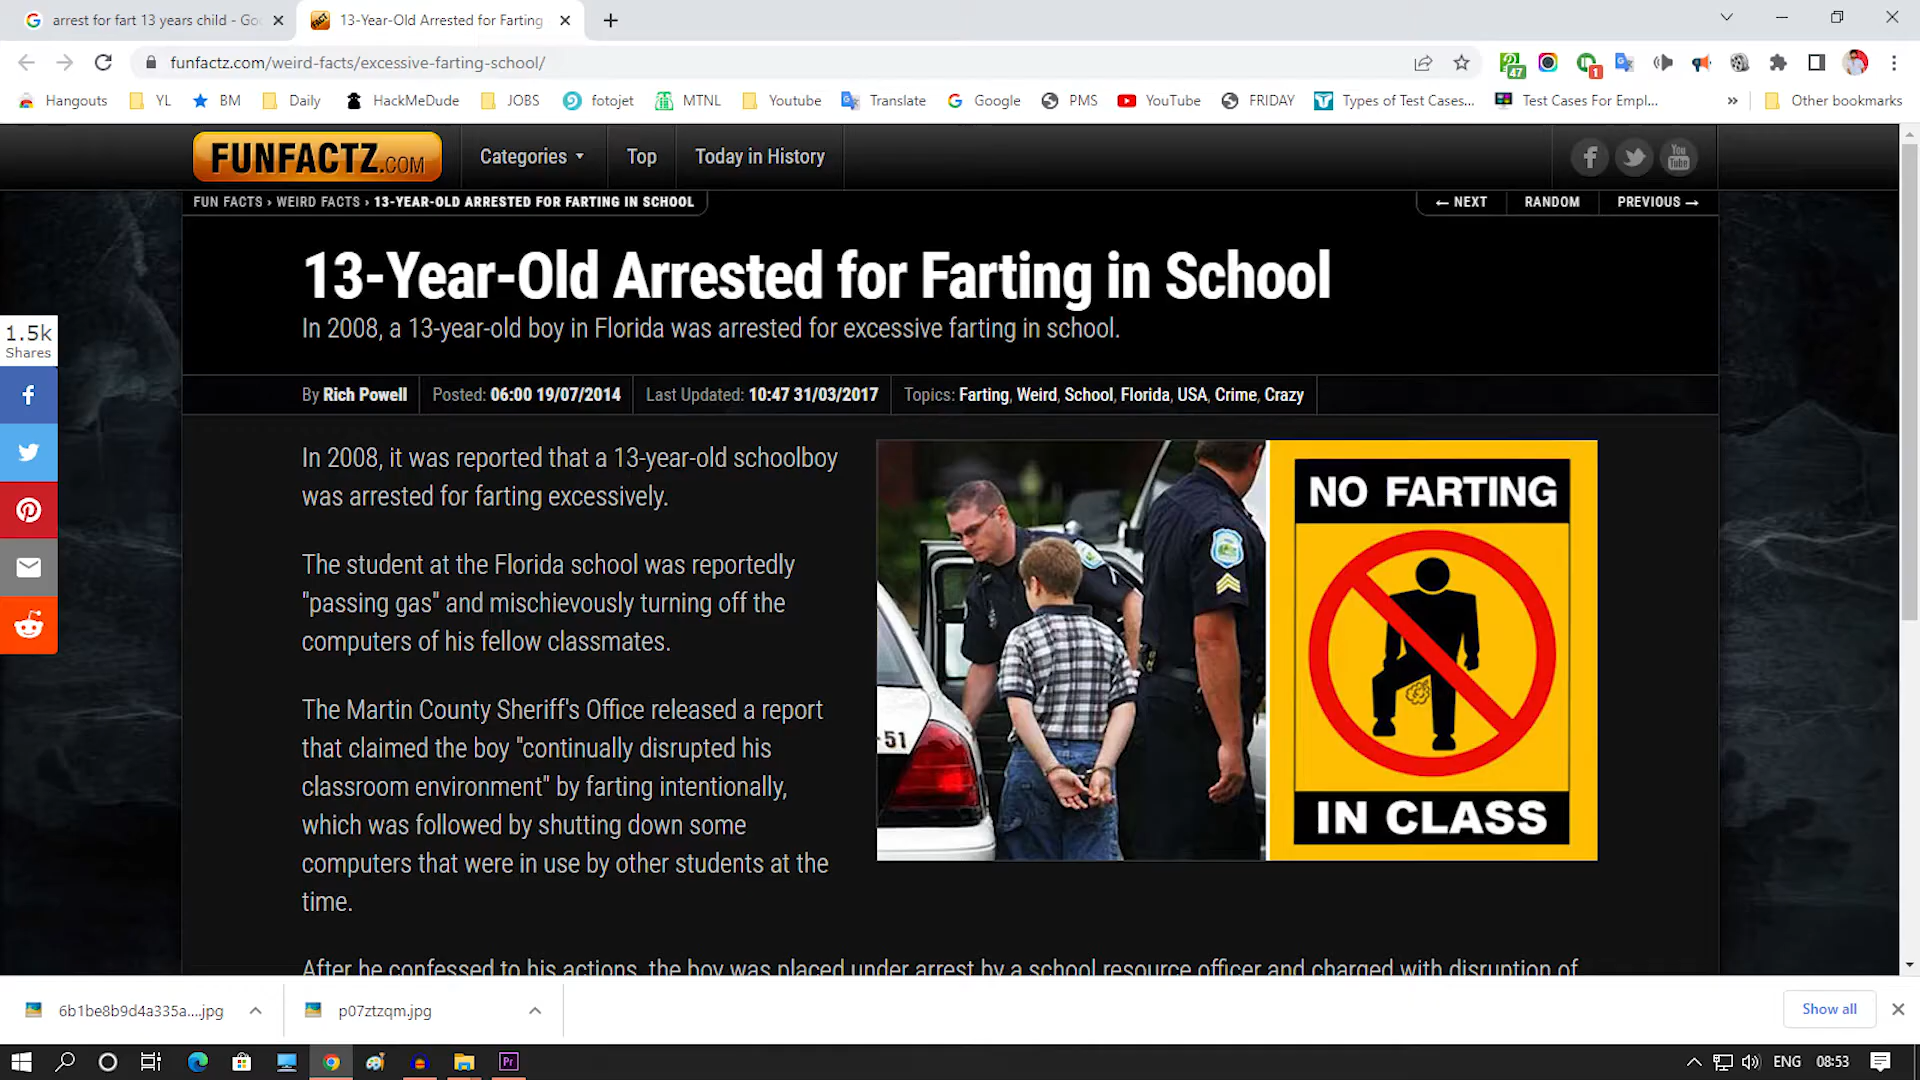 arrest for fart 13 years child - Go
13-Year-Old Arrested for Farting
funfactz.com/weird-facts/excessive-farting-school/
47
1
Hangouts
YL
BM
Daily
HackMeDude
JOBS
fotojet
MTNL
Youtube
Translate
Google
PMS
YouTube
FRIDAY
Types of Test Cases...
Test Cases For Empl...
»
Other bookmarks
FUNFACTZ.COM
Categories
Top
Today in History
You Tube
FUN FACTS › WEIRD FACTS › 13-YEAR-OLD ARRESTED FOR FARTING IN SCHOOL
← NEXT
RANDOM
PREVIOUS →
13-Year-Old Arrested for Farting in School
In 2008, a 13-year-old boy in Florida was arrested for excessive farting in school.
1.5k
Shares
By Rich Powell
Posted: 06:00 19/07/2014
Last Updated: 10:47 31/03/2017
Topics: Farting, Weird, School, Florida, USA, Crime, Crazy
In 2008, it was reported that a 13-year-old schoolboy
was arrested for farting excessively.
The student at the Florida school was reportedly
"passing gas" and mischievously turning off the
computers of his fellow classmates.
The Martin County Sheriff's Office released a report
that claimed the boy "continually disrupted his
classroom environment" by farting intentionally,
which was followed by shutting down some
computers that were in use by other students at the
time.
-51
NO FARTING
IN CLASS
After he confessed to his actions, the boy was placed under arrest by a school resource officer and charged with disruption of
6b1be8b9d4a335a....jpg
p07ztzqm.jpg
Show all
Pr
ENG
08:53